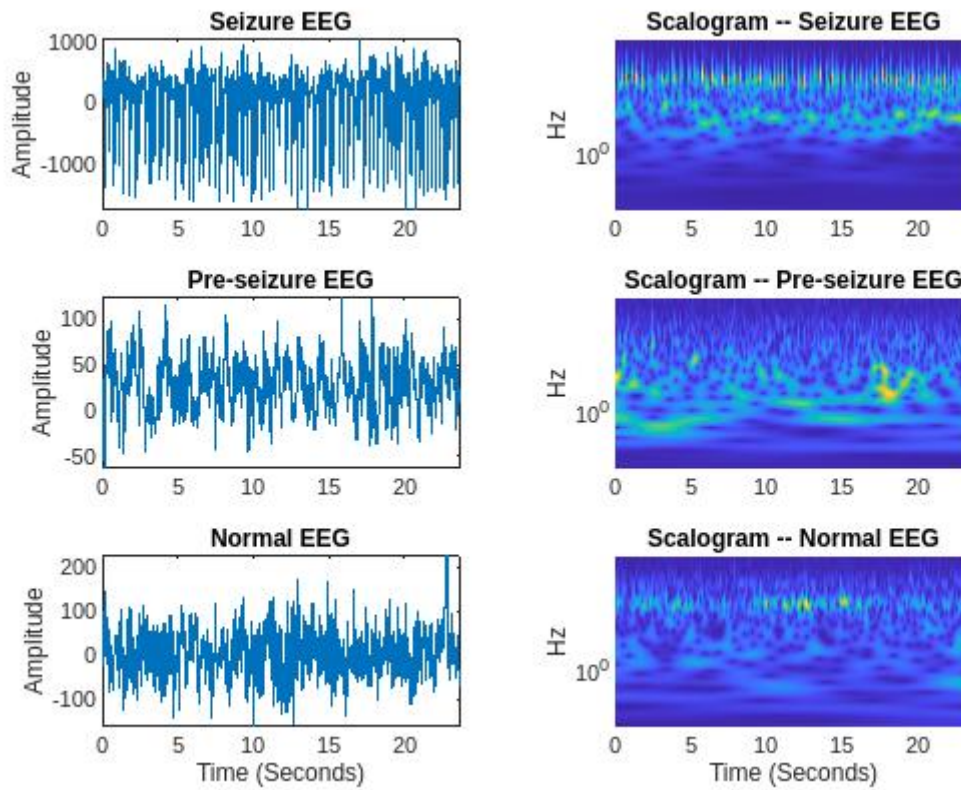 Seizure EEG
Scalogram -- Seizure EEG
1000
0
-1000
Amplitude
0 5 10 15 20
Hz
10⁰
0 5 10 15 20
Pre-seizure EEG
Scalogram -- Pre-seizure EEG
100
50
0
-50
Amplitude
0 5 10 15 20
Hz
10⁰
0 5 10 15 20
Normal EEG
Scalogram -- Normal EEG
200
100
0
-100
Amplitude
0 5 10 15 20
Time (Seconds)
Hz
10⁰
0 5 10 15 20
Time (Seconds)